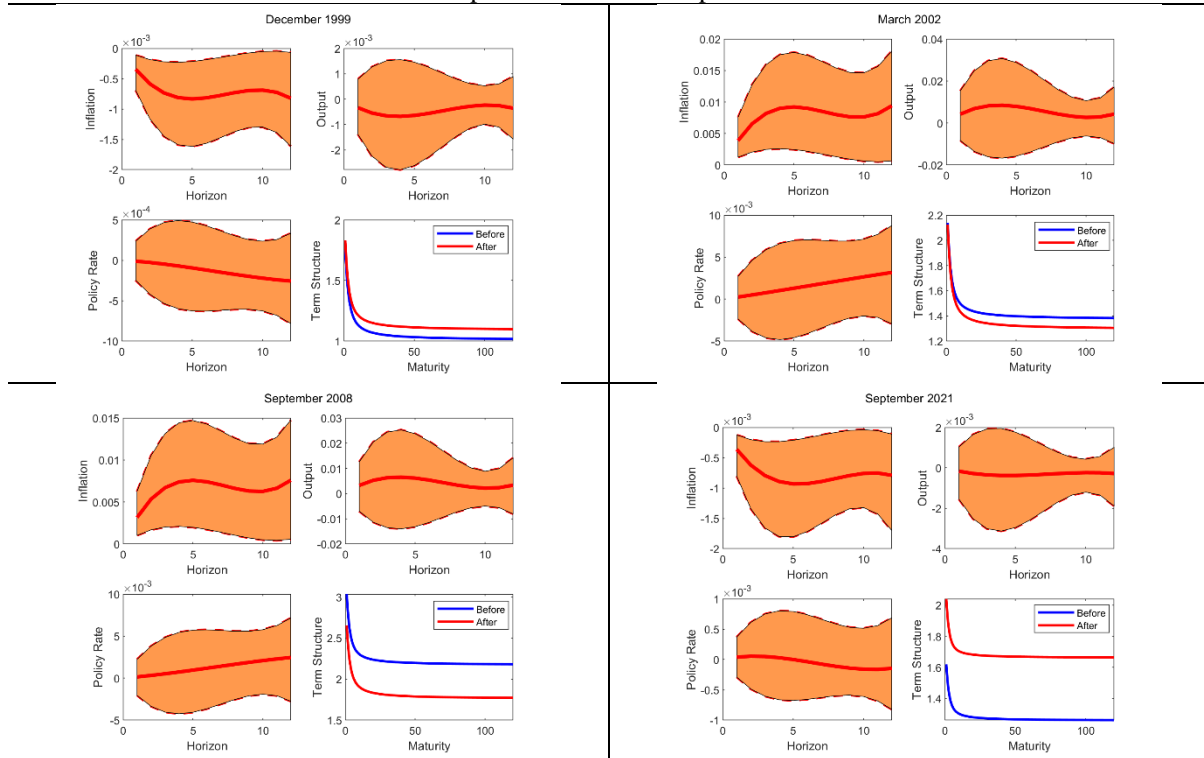 December 1999
×10⁻³
0
-0.5
-1
-1.5
-2
Inflation
0 5 10
Horizon
×10⁻³
2
1
0
-1
-2
-3
Output
0 5 10
Horizon
×10⁻⁴
5
0
-5
-10
Policy Rate
0 5 10
Horizon
2
1.5
1
Term Structure
Before
After
0 50 100
Maturity
March 2002
0.02
0.015
0.01
0.005
0
Inflation
0 5 10
Horizon
0.04
0.02
0
-0.02
Output
0 5 10
Horizon
×10⁻³
10
5
0
-5
Policy Rate
0 5 10
Horizon
2.2
2
1.8
1.6
1.4
1.2
Term Structure
Before
After
0 50 100
Maturity
September 2008
0.015
0.01
0.005
0
Inflation
0 5 10
Horizon
0.03
0.02
0.01
0
-0.01
-0.02
Output
0 5 10
Horizon
×10⁻³
10
5
0
-5
Policy Rate
0 5 10
Horizon
3
2.5
2
1.5
Term Structure
Before
After
0 50 100
Maturity
September 2021
×10⁻³
0
-0.5
-1
-1.5
-2
Inflation
0 5 10
Horizon
×10⁻³
2
0
-2
-4
Output
0 5 10
Horizon
×10⁻³
1
0.5
0
-0.5
-1
Policy Rate
0 5 10
Horizon
2
1.8
1.6
1.4
Term Structure
Before
After
0 50 100
Maturity